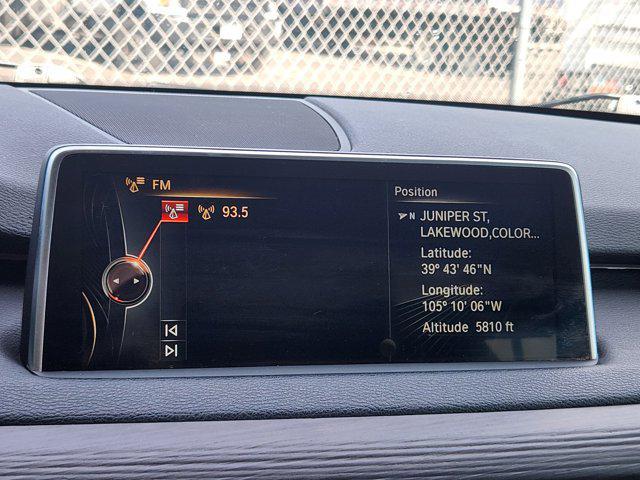 FM
93.5
Position
N JUNIPER ST,
LAKEWOOD,COLOR...
Latitude:
39° 43' 46"N
Longitude:
105° 10' 06"W
Altitude 5810 ft